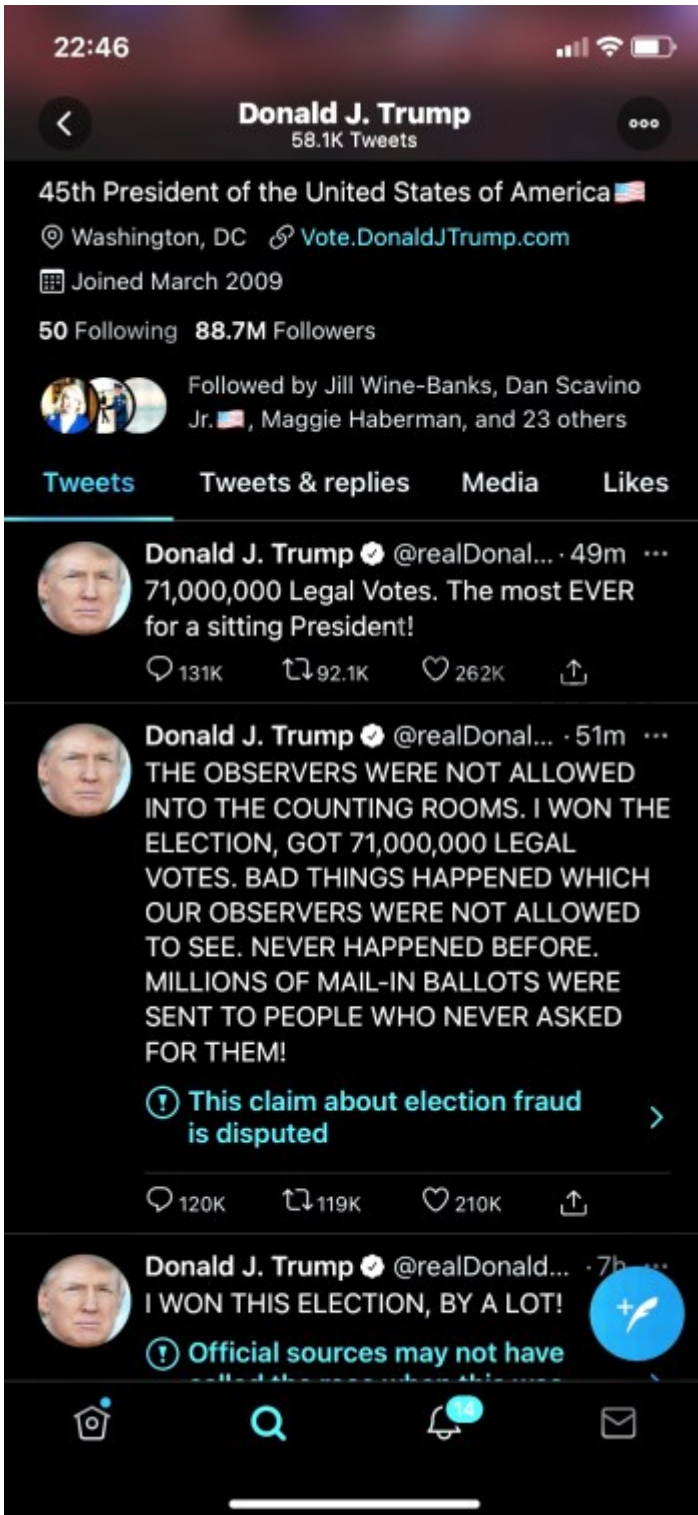 22:46
Donald J. Trump
58.1K Tweets
45th President of the United States of America🇺🇸
Washington, DC Vote.DonaldJTrump.com
Joined March 2009
50 Following 88.7M Followers
Followed by Jill Wine-Banks, Dan Scavino
Jr.🇺🇸, Maggie Haberman, and 23 others
Tweets Tweets & replies Media Likes
Donald J. Trump @realDonal... · 49m
71,000,000 Legal Votes. The most EVER
for a sitting President!
131K 92.1K 262K
Donald J. Trump @realDonal... · 51m
THE OBSERVERS WERE NOT ALLOWED
INTO THE COUNTING ROOMS. I WON THE
ELECTION, GOT 71,000,000 LEGAL
VOTES. BAD THINGS HAPPENED WHICH
OUR OBSERVERS WERE NOT ALLOWED
TO SEE. NEVER HAPPENED BEFORE.
MILLIONS OF MAIL-IN BALLOTS WERE
SENT TO PEOPLE WHO NEVER ASKED
FOR THEM!
This claim about election fraud
is disputed
120K 119K 210K
Donald J. Trump @realDonald... · 7h
I WON THIS ELECTION, BY A LOT!
Official sources may not have
called the race when this was
14